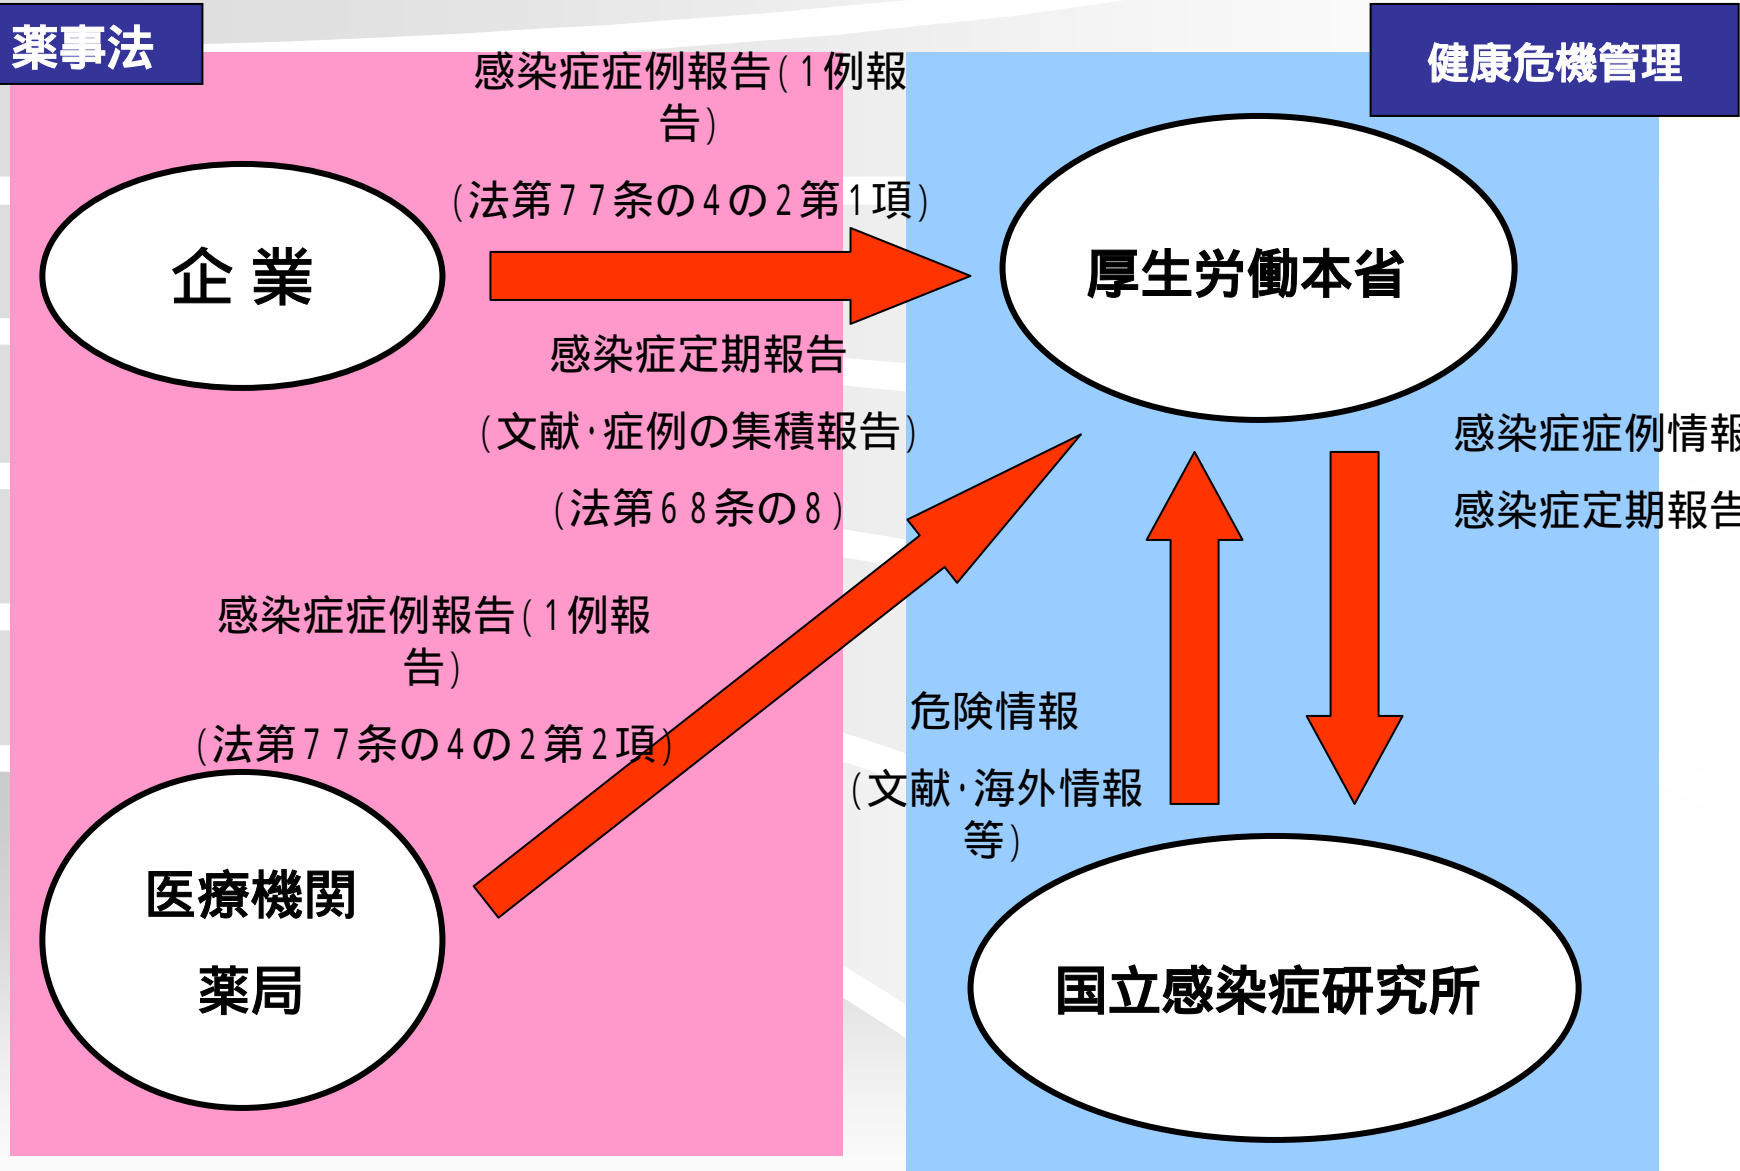 薬事法
健康危機管理
感染症症例報告(１例報
告)
(法第７７条の４の２第１項)
企 業
厚生労働本省
感染症定期報告
(文献・症例の集積報告)
(法第６８条の８)
感染症症例情報
感染症定期報告
感染症症例報告(１例報
告)
(法第７７条の４の２第２項)
危険情報
(文献・海外情報
等)
医療機関
薬局
国立感染症研究所